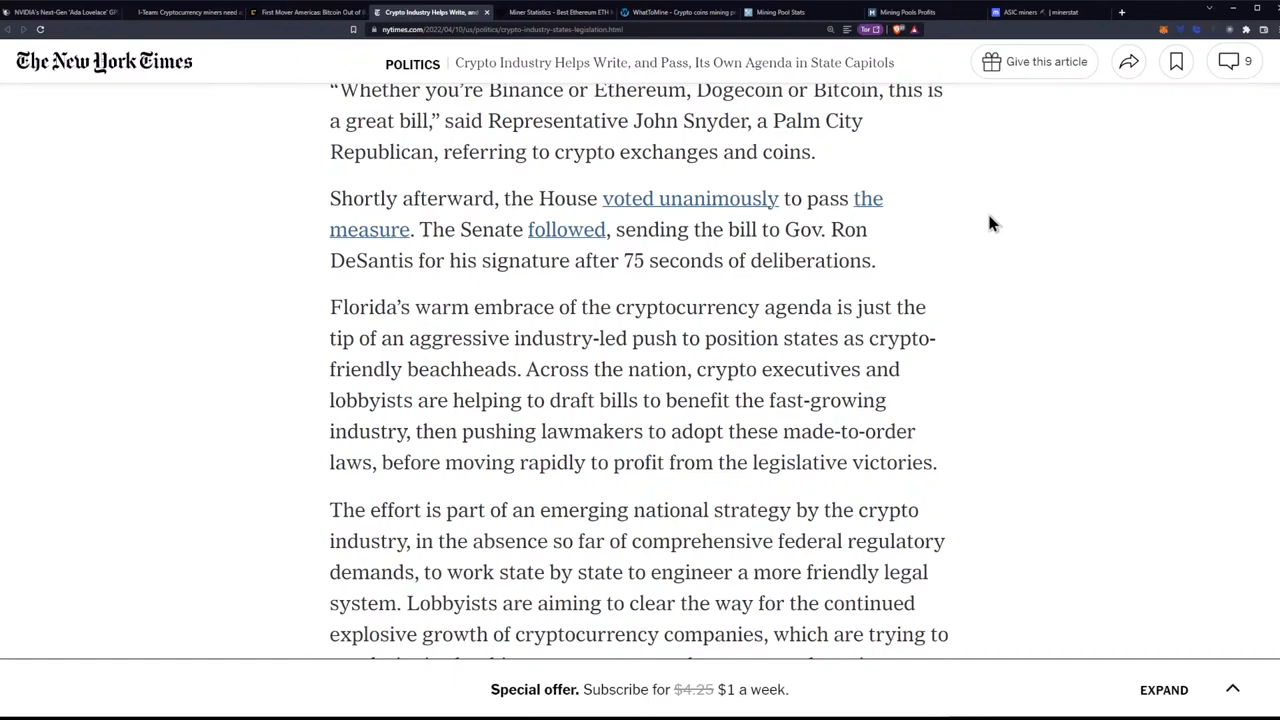 NVIDIA's Next-Gen 'Ada Lovelace' GP
I-Team: Cryptocurrency miners need a
First Mover Americas: Bitcoin Out of B
Crypto Industry Helps Write, and
Miner Statistics - Best Ethereum ETH
WhatToMine - Crypto coins mining p
Mining Pool Stats
Mining Pools Profits
ASIC miners | minerstat
nytimes.com/2022/04/10/us/politics/crypto-industry-states-legislation.html
Tor
The New York Times
POLITICS | Crypto Industry Helps Write, and Pass, Its Own Agenda in State Capitols
Give this article
9
“Whether you’re Binance or Ethereum, Dogecoin or Bitcoin, this is
a great bill,” said Representative John Snyder, a Palm City
Republican, referring to crypto exchanges and coins.
Shortly afterward, the House voted unanimously to pass the
measure. The Senate followed, sending the bill to Gov. Ron
DeSantis for his signature after 75 seconds of deliberations.
Florida’s warm embrace of the cryptocurrency agenda is just the
tip of an aggressive industry-led push to position states as crypto-
friendly beachheads. Across the nation, crypto executives and
lobbyists are helping to draft bills to benefit the fast-growing
industry, then pushing lawmakers to adopt these made-to-order
laws, before moving rapidly to profit from the legislative victories.
The effort is part of an emerging national strategy by the crypto
industry, in the absence so far of comprehensive federal regulatory
demands, to work state by state to engineer a more friendly legal
system. Lobbyists are aiming to clear the way for the continued
explosive growth of cryptocurrency companies, which are trying to
Special offer. Subscribe for $4.25 $1 a week.
EXPAND